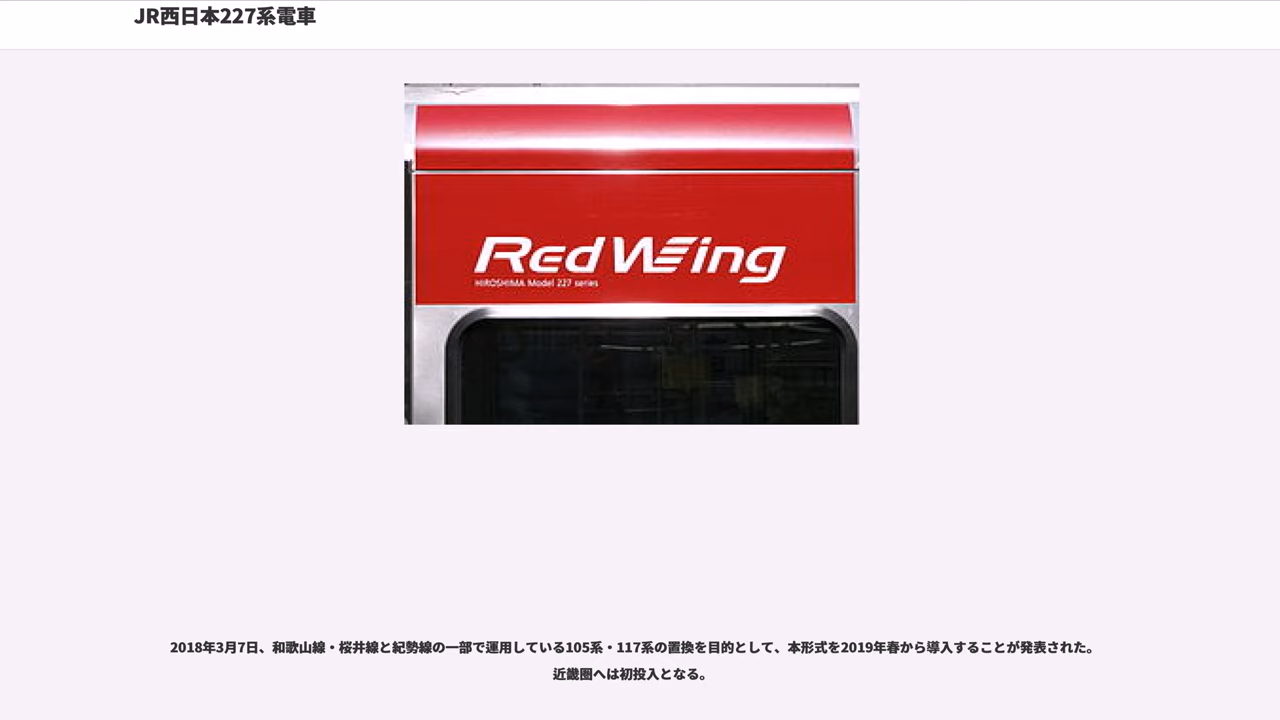 JR西日本227系電車
Red Wing
HIROSHIMA Model 227 series
2018年3月7日、和歌山線・桜井線と紀勢線の一部で運用している105系・117系の置換を目的として、本形式を2019年春から導入することが発表された。
近畿圏へは初投入となる。